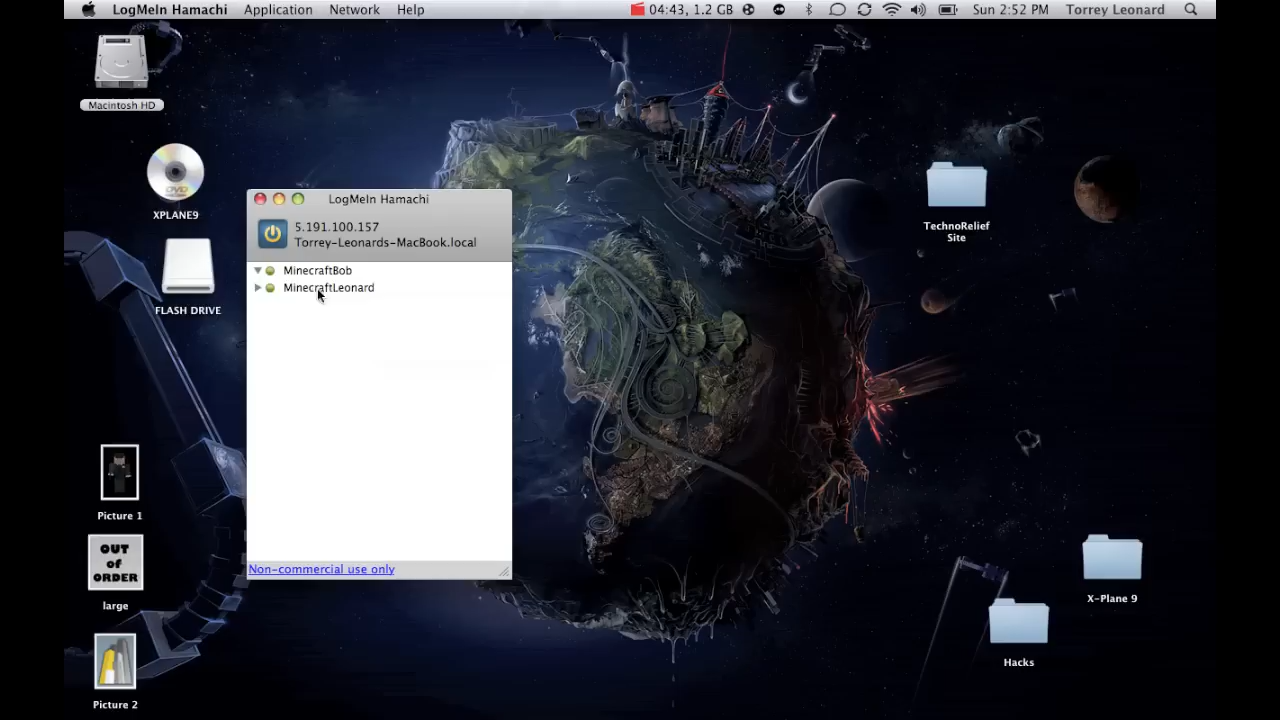 LogMeIn Hamachi Application Network Help 04:43, 1.2 GB Sun 2:52 PM Torrey Leonard
Macintosh HD
XPLANE9
FLASH DRIVE
LogMeIn Hamachi
5.191.100.157
Torrey-Leonards-MacBook.local
MinecraftBob
MinecraftLeonard
Non-commercial use only
TechnoRelief
Site
Picture 1
OUT
of
ORDER
large
Picture 2
X-Plane 9
Hacks